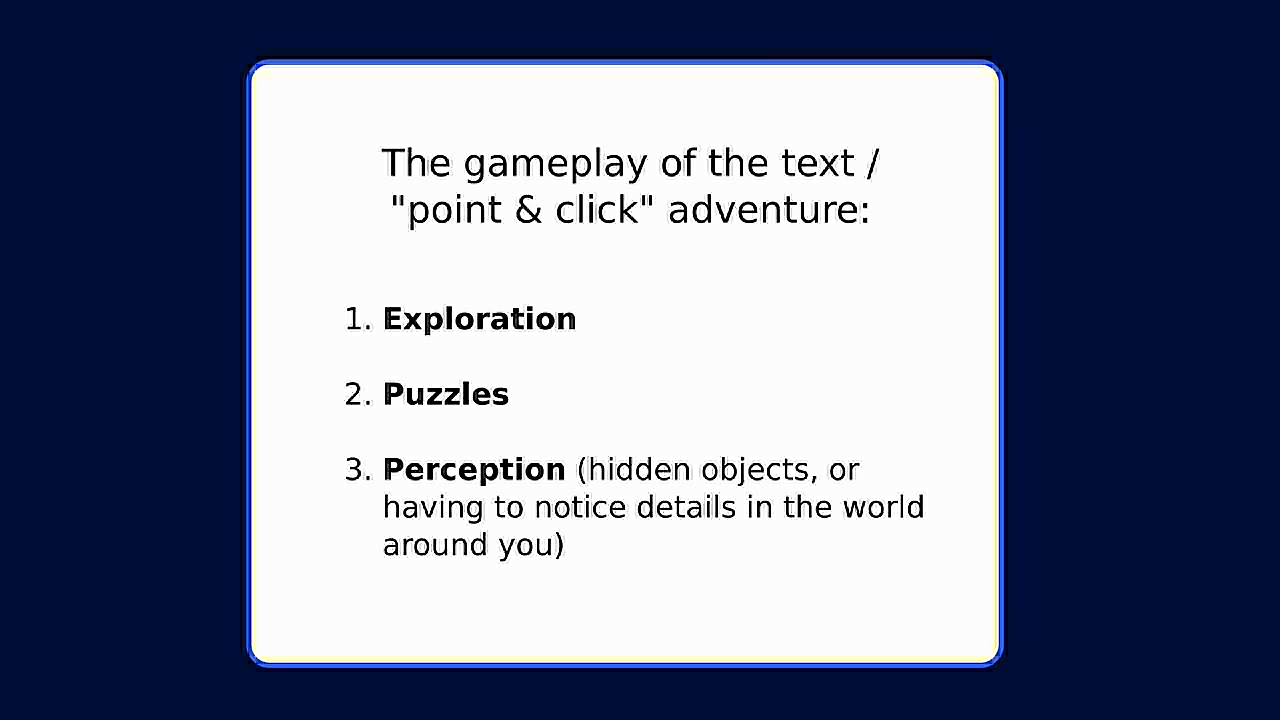 The gameplay of the text /
"point & click" adventure:
1. Exploration
2. Puzzles
3. Perception (hidden objects, or
having to notice details in the world
around you)